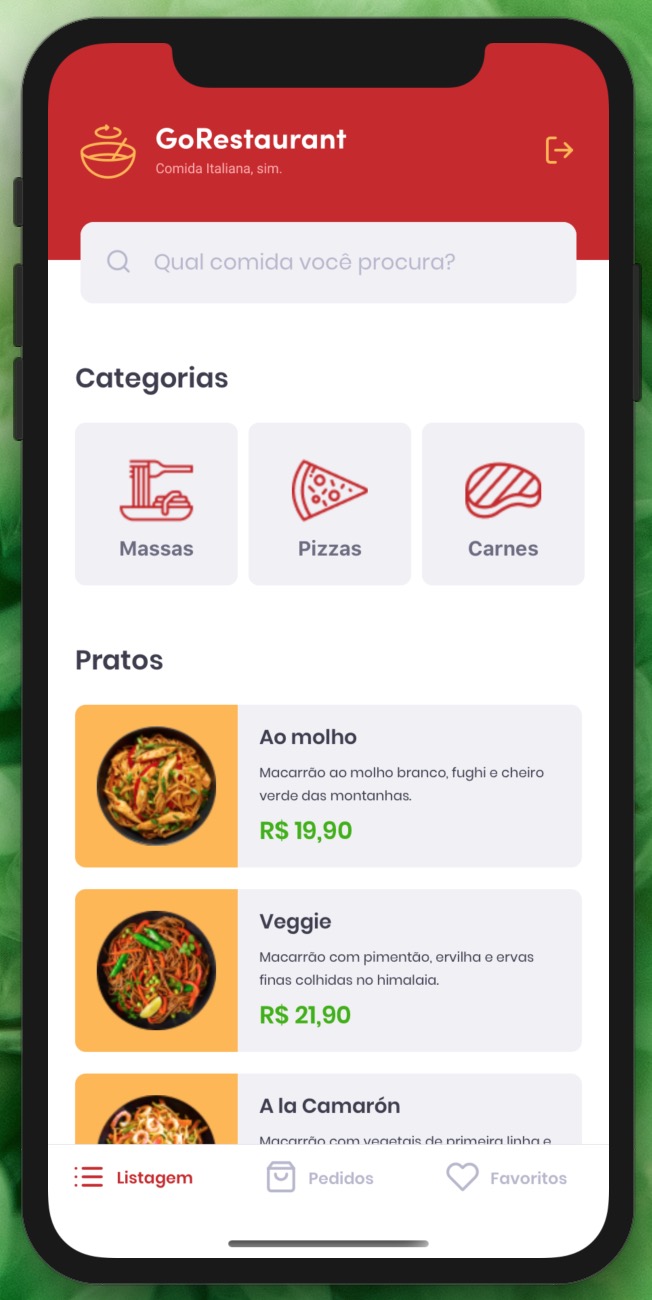 GoRestaurant
Comida Italiana, sim.
Qual comida você procura?
Categorias
Massas
Pizzas
Carnes
Pratos
Ao molho
Macarrão ao molho branco, fughi e cheiro
verde das montanhas.
R$ 19,90
Veggie
Macarrão com pimentão, ervilha e ervas
finas colhidas no himalaia.
R$ 21,90
A la Camarón
Macarrão com vegetais de primeira linha e
Listagem
Pedidos
Favoritos